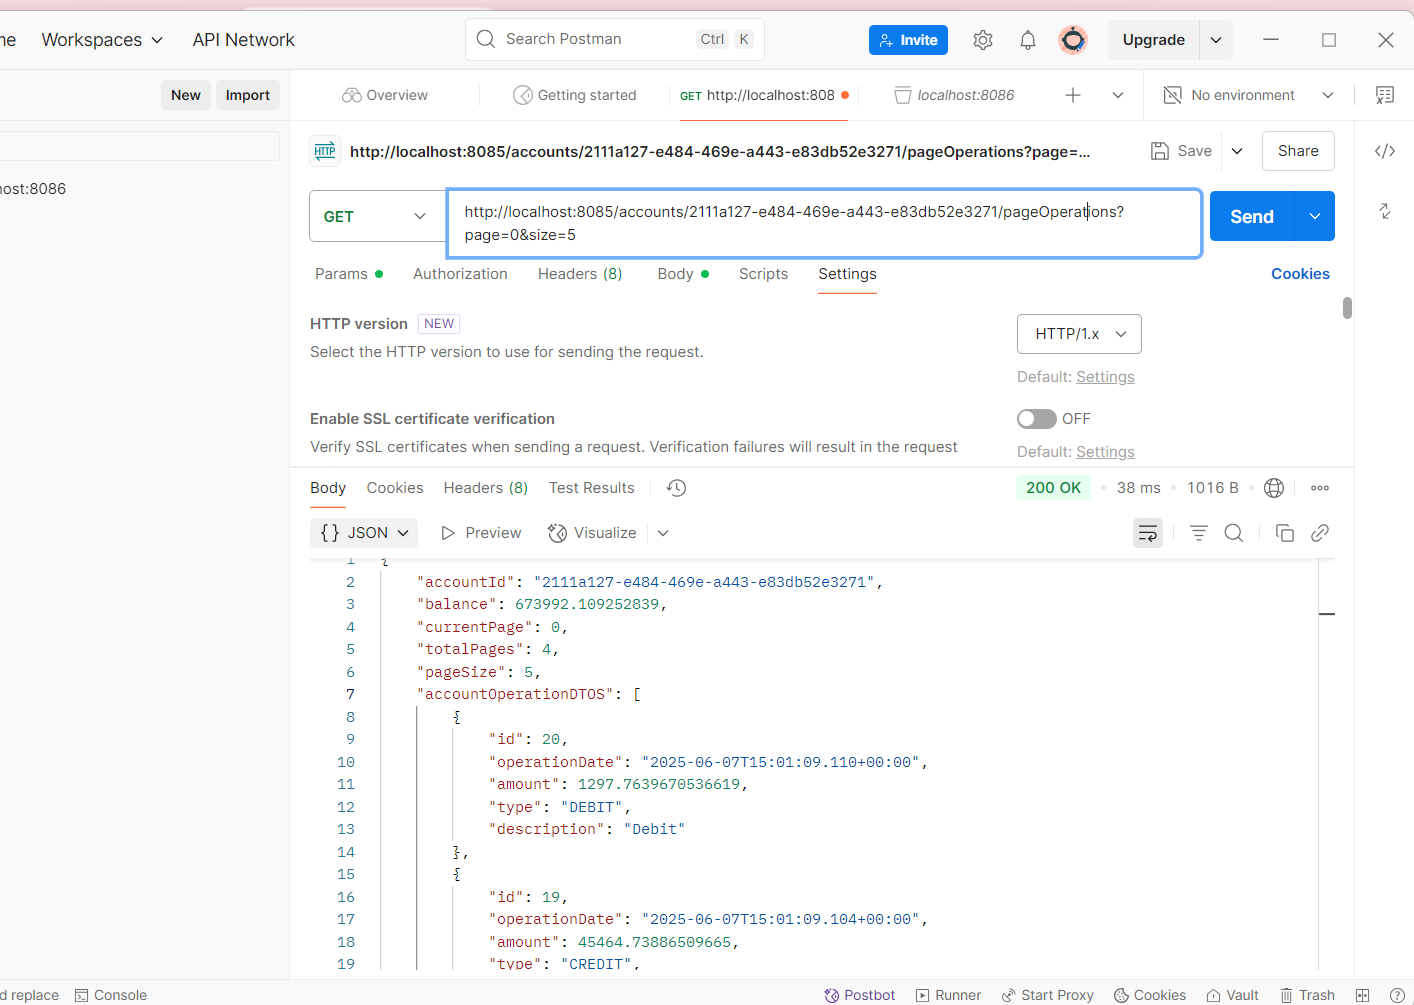 me Workspaces API Network Search Postman Ctrl K Invite Upgrade
New Import Overview Getting started GET http://localhost:808 localhost:8086 No environment
HTTP http://localhost:8085/accounts/2111a127-e484-469e-a443-e83db52e3271/pageOperations?page=... Save Share
host:8086
GET http://localhost:8085/accounts/2111a127-e484-469e-a443-e83db52e3271/pageOperations? Send
page=0&size=5
Params Authorization Headers (8) Body Scripts Settings Cookies
HTTP version NEW HTTP/1.x
Select the HTTP version to use for sending the request.
Default: Settings
Enable SSL certificate verification OFF
Verify SSL certificates when sending a request. Verification failures will result in the request
Default: Settings
Body Cookies Headers (8) Test Results 200 OK 38 ms 1016 B
{} JSON Preview Visualize
1 {
2 "accountId": "2111a127-e484-469e-a443-e83db52e3271",
3 "balance": 673992.109252839,
4 "currentPage": 0,
5 "totalPages": 4,
6 "pageSize": 5,
7 "accountOperationDTOS": [
8 {
9 "id": 20,
10 "operationDate": "2025-06-07T15:01:09.110+00:00",
11 "amount": 1297.7639670536619,
12 "type": "DEBIT",
13 "description": "Debit"
14 },
15 {
16 "id": 19,
17 "operationDate": "2025-06-07T15:01:09.104+00:00",
18 "amount": 45464.73886509665,
19 "type": "CREDIT",
d replace Console Postbot Runner Start Proxy Cookies Vault Trash